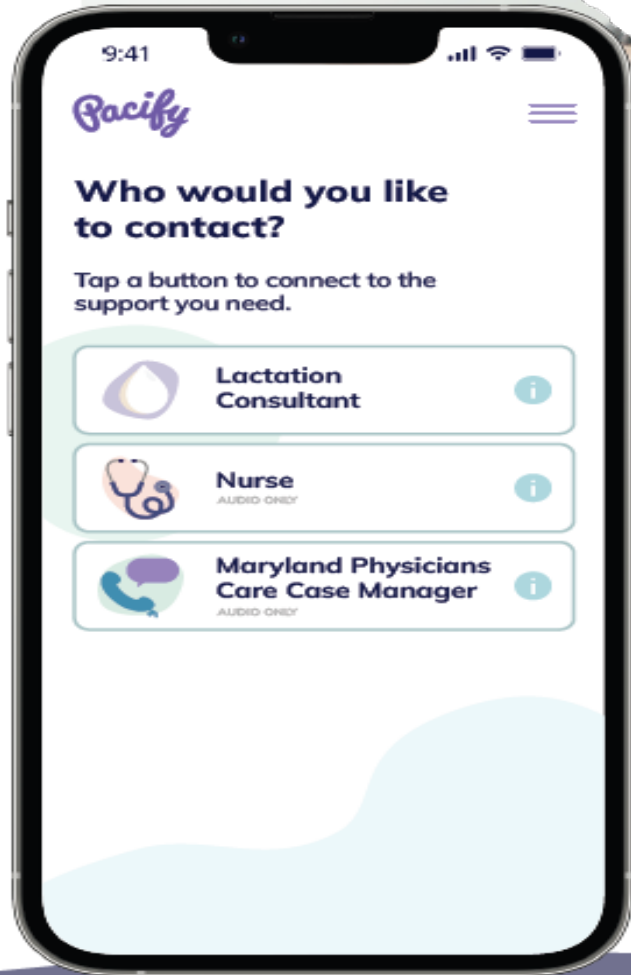 9:41
Pacify
Who would you like
to contact?
Tap a button to connect to the
support you need.
Lactation
Consultant
i
Nurse
AUDIO ONLY
i
Maryland Physicians
Care Case Manager
AUDIO ONLY
i